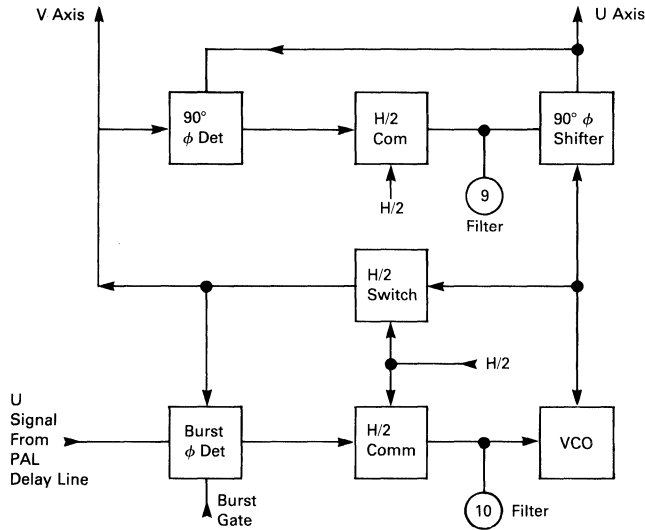 V Axis
U Axis
90°
ϕ Det
H/2
Com
90° ϕ
Shifter
H/2
9
Filter
H/2
Switch
H/2
U
Signal
From
PAL
Delay Line
Burst
ϕ Det
H/2
Comm
VCO
Burst
Gate
10
Filter